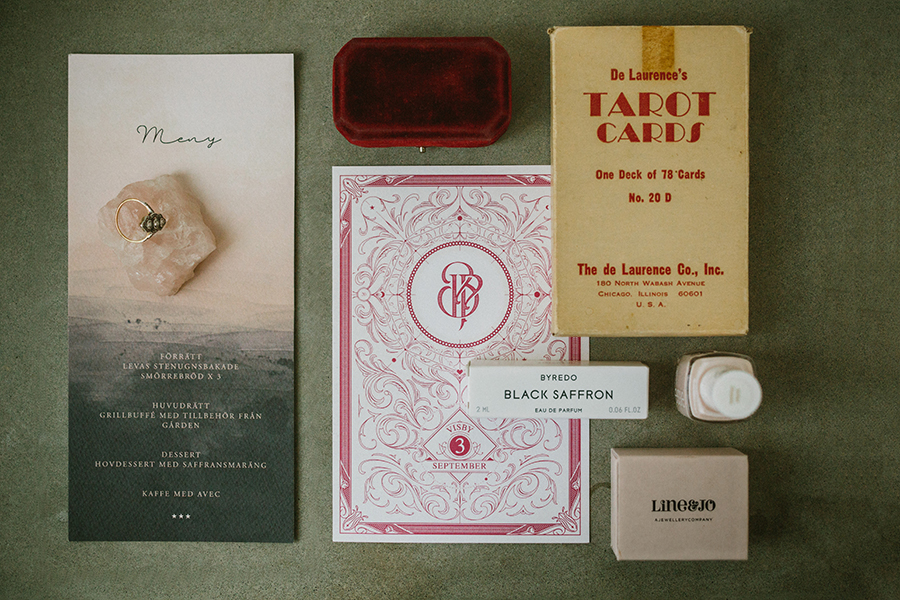 Meny
FÖRRÄTT
LEVAS STENUGNSBAKADE
SMÖRREBRÖD X 3
HUVUDRÄTT
GRILLBUFFÉ MED TILLBEHÖR FRÅN
GÅRDEN
DESSERT
HOVDESSERT MED SAFFRANSMARÄNG
KAFFE MED AVEC
VISBY
3
SEPTEMBER
De Laurence's
TAROT
CARDS
One Deck of 78 Cards
No. 20 D
The de Laurence Co., Inc.
180 North Wabash Avenue
Chicago, Illinois 60601
U. S. A.
BYREDO
BLACK SAFFRON
2 ML EAU DE PARFUM 0.06 FL.OZ
LINE&JO
AJEWELLERYCOMPANY